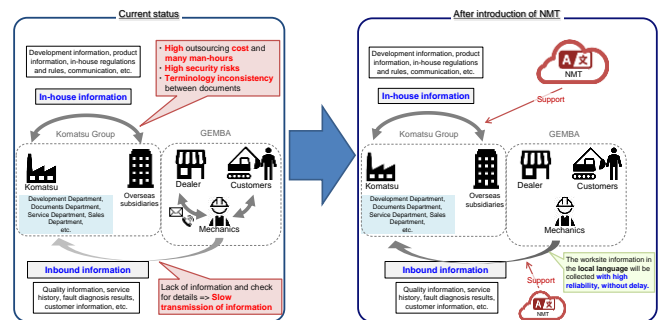 Current status
Development information, product
information, in-house regulations
and rules, communication, etc.
In-house information
・High outsourcing cost and
many man-hours
・High security risks
・Terminology inconsistency
between documents
Komatsu Group
GEMBA
Komatsu
Development Department,
Documents Department,
Service Department, Sales
Department,
etc.
Overseas
subsidiaries
Dealer
Customers
Mechanics
Inbound information
Quality information, service
history, fault diagnosis results,
customer information, etc.
Lack of information and check
for details => Slow
transmission of information
After introduction of NMT
Development information, product
information, in-house regulations
and rules, communication, etc.
In-house information
A 文
NMT
Support
Komatsu Group
GEMBA
Komatsu
Development Department,
Documents Department,
Service Department, Sales
Department,
etc.
Overseas
subsidiaries
Dealer
Customers
Mechanics
Inbound information
Quality information, service
history, fault diagnosis results,
customer information, etc.
Support
A 文
NMT
The worksite information in
the local language will be
collected with high
reliability, without delay.